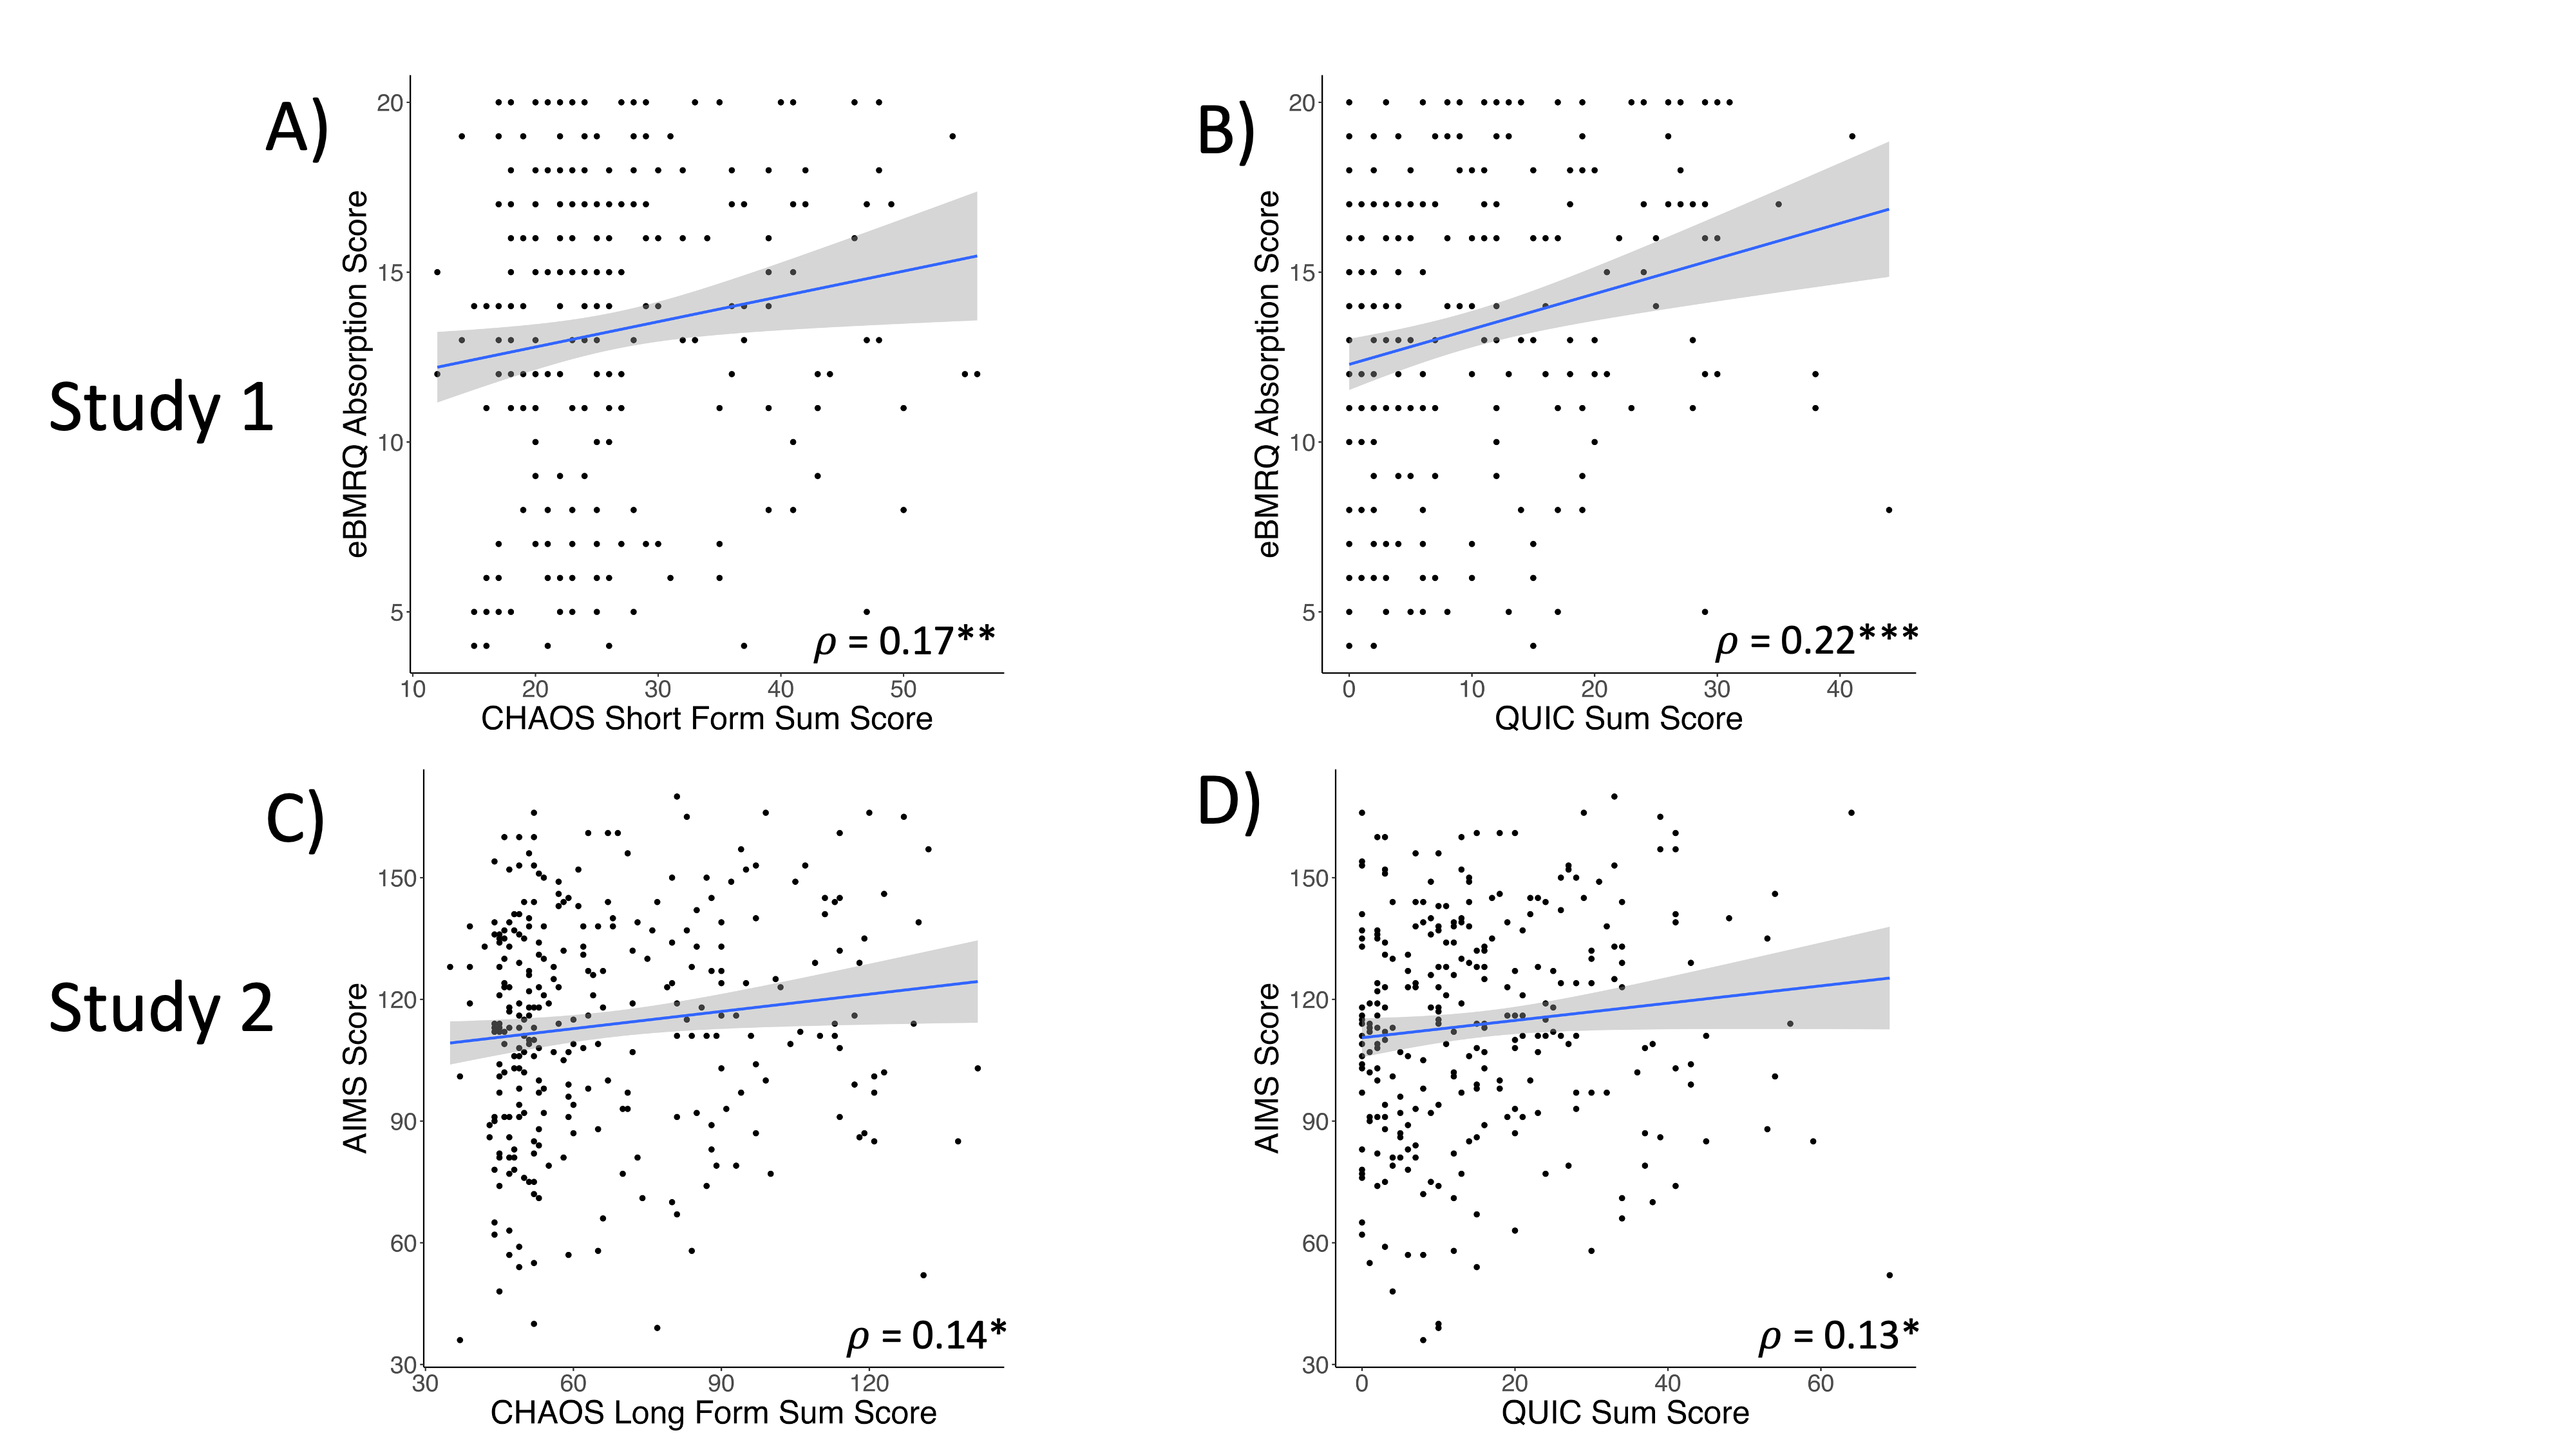 A)
20
15
10
5
eBMRQ Absorption Score
10 20 30 40 50
CHAOS Short Form Sum Score
ρ = 0.17**
B)
20
15
10
5
eBMRQ Absorption Score
0 10 20 30 40
QUIC Sum Score
ρ = 0.22***
Study 1
C)
150
120
90
60
30
AIMS Score
30 60 90 120
CHAOS Long Form Sum Score
ρ = 0.14*
D)
150
120
90
60
30
AIMS Score
0 20 40 60
QUIC Sum Score
ρ = 0.13*
Study 2